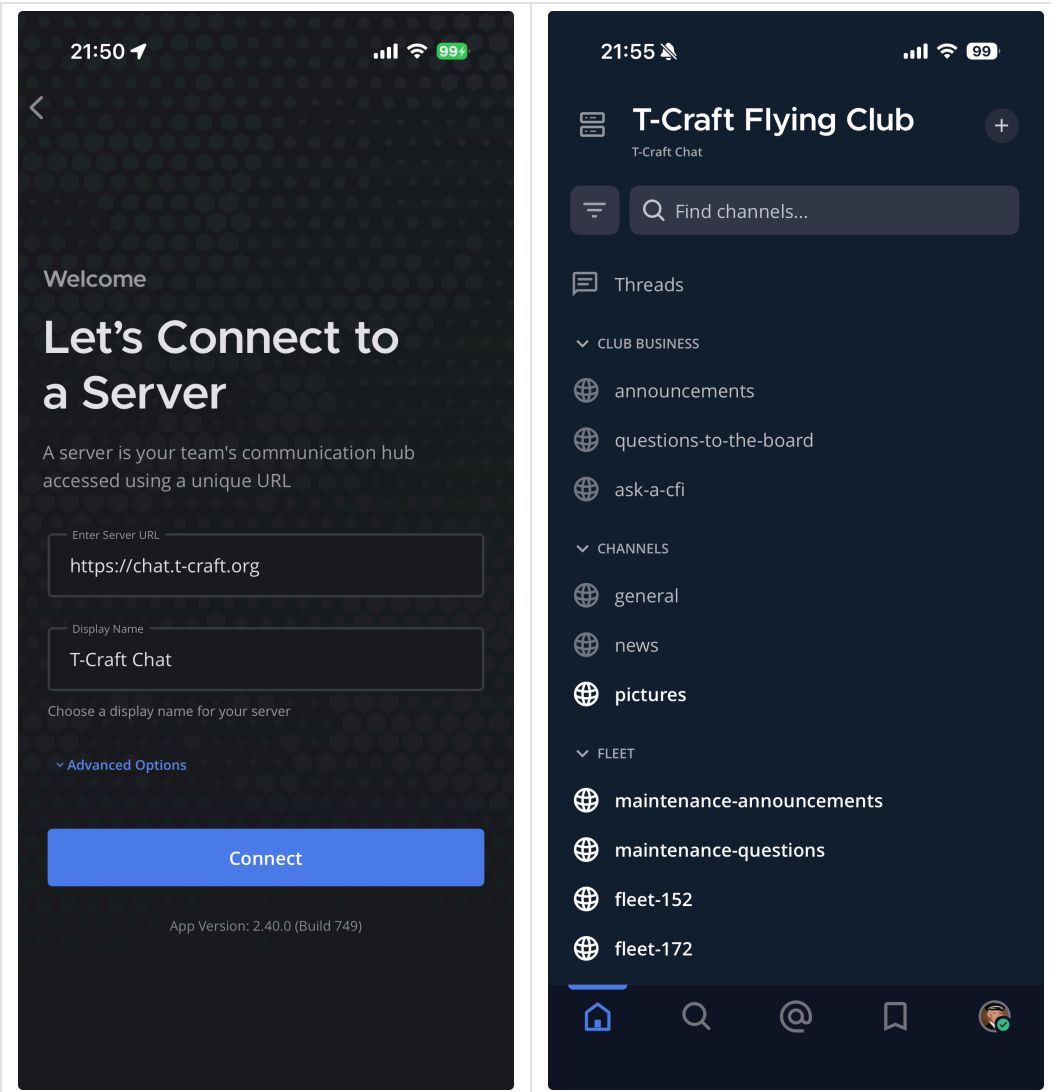 21:50
99
Welcome
Let's Connect to
a Server
A server is your team's communication hub
accessed using a unique URL
Enter Server URL
https://chat.t-craft.org
Display Name
T-Craft Chat
Choose a display name for your server
Advanced Options
Connect
App Version: 2.40.0 (Build 749)
21:55
99
T-Craft Flying Club
T-Craft Chat
Find channels...
Threads
CLUB BUSINESS
announcements
questions-to-the-board
ask-a-cfi
CHANNELS
general
news
pictures
FLEET
maintenance-announcements
maintenance-questions
fleet-152
fleet-172